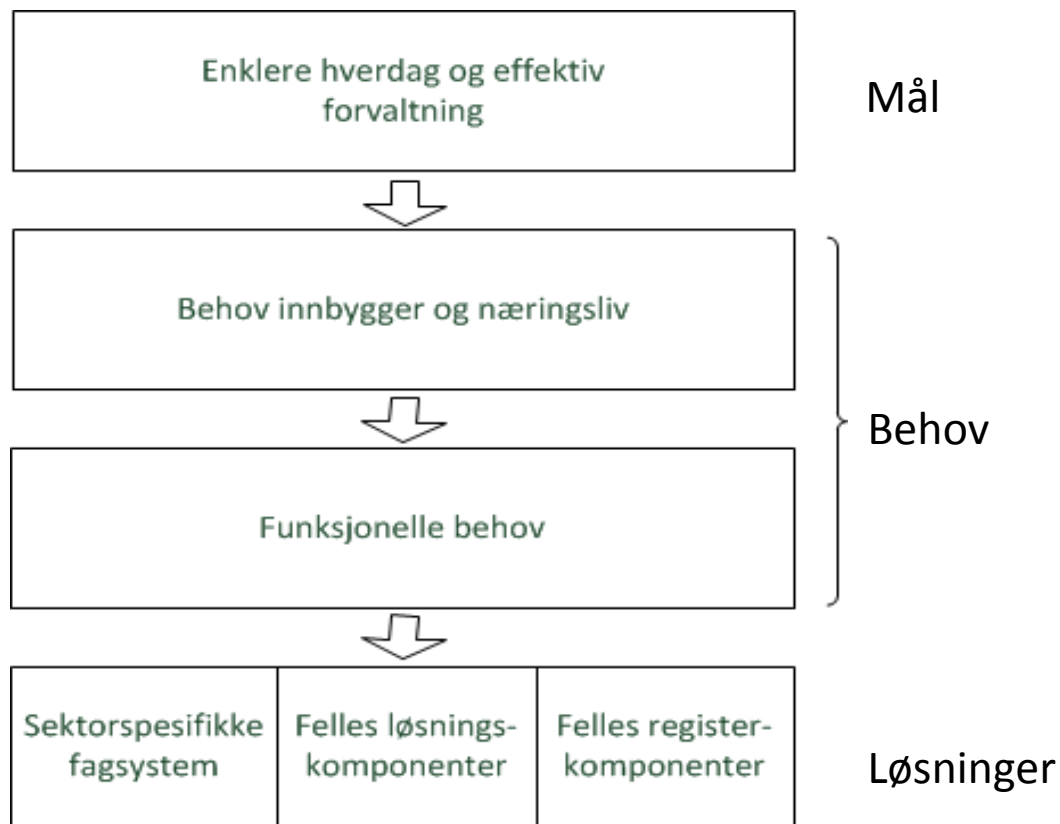 Enklere hverdag og effektiv
forvaltning
Mål
Behov innbygger og næringsliv
Behov
Funksjonelle behov
Sektorspesifikke
fagsystem
Felles løsnings-
komponenter
Felles register-
komponenter
Løsninger